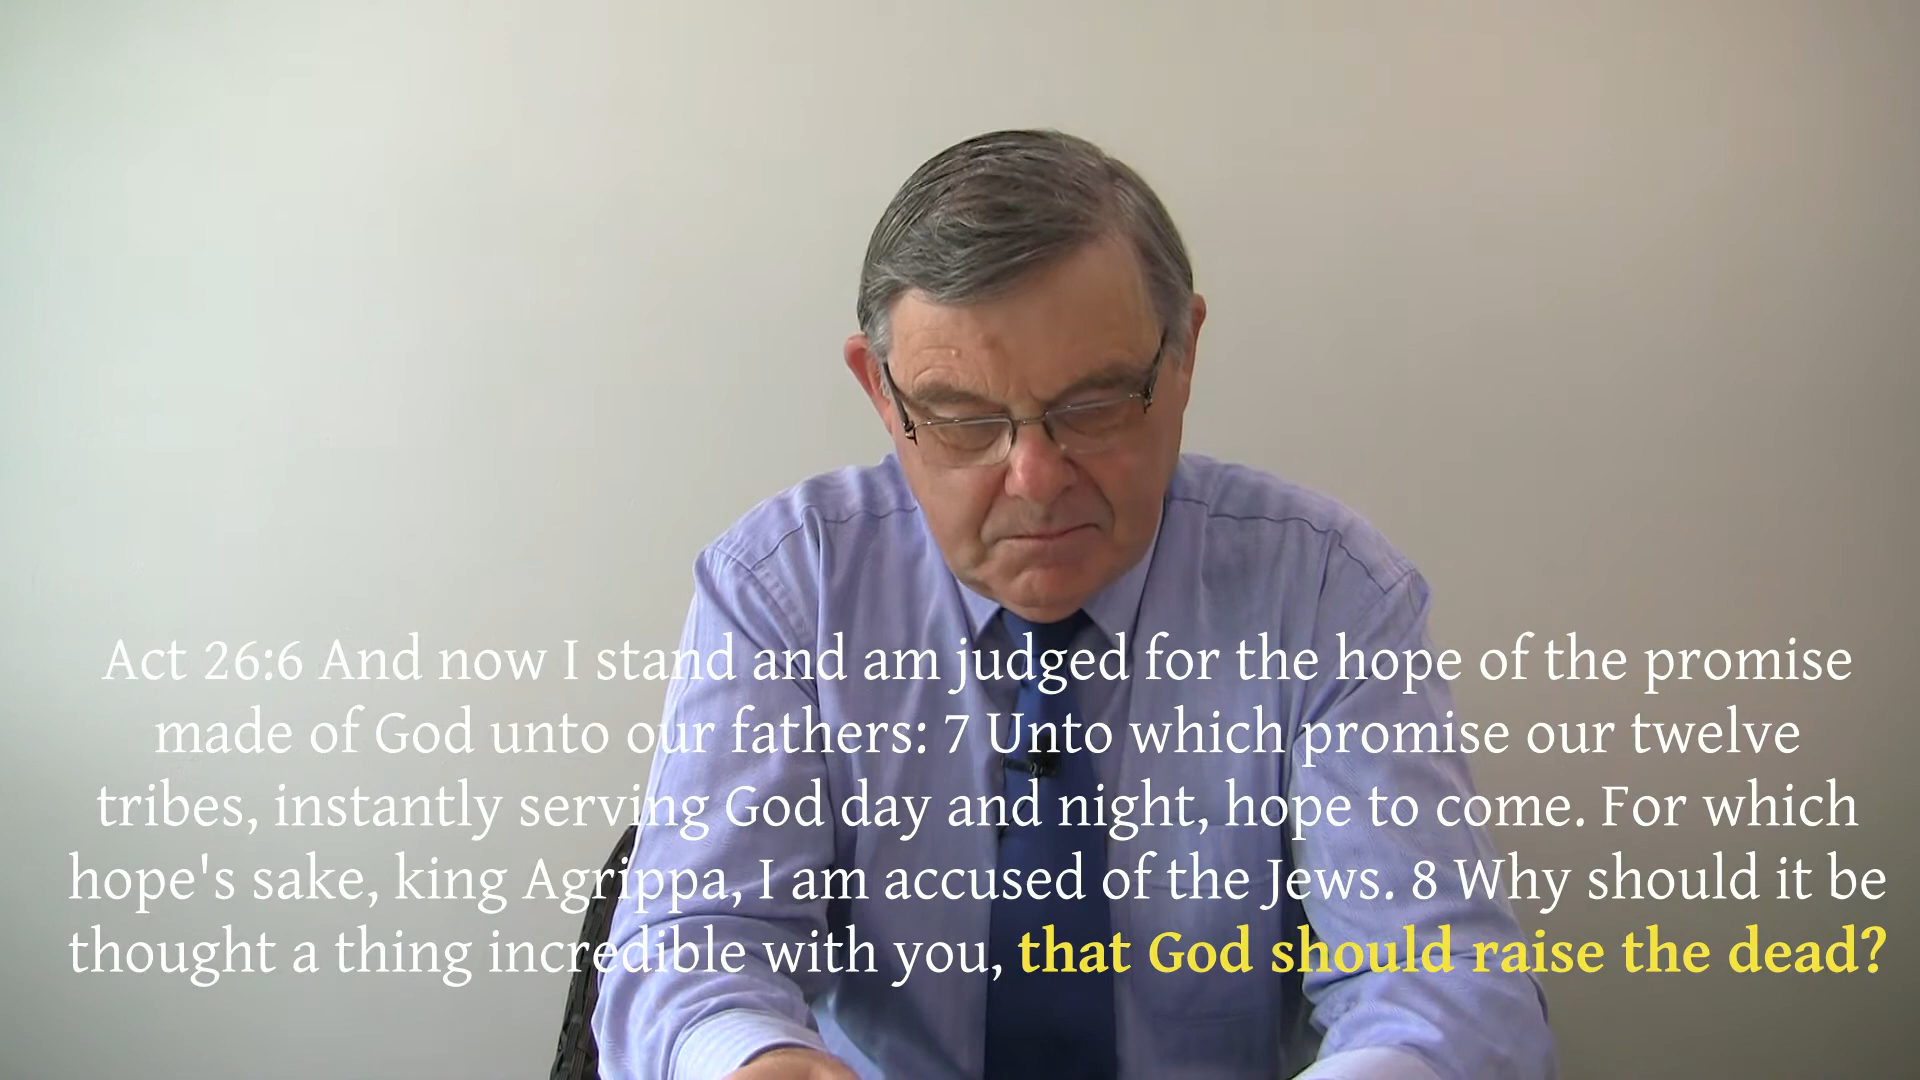 Act 26:6 And now I stand and am judged for the hope of the promise
made of God unto our fathers: 7 Unto which promise our twelve
tribes, instantly serving God day and night, hope to come. For which
hope's sake, king Agrippa, I am accused of the Jews. 8 Why should it be
thought a thing incredible with you, that God should raise the dead?